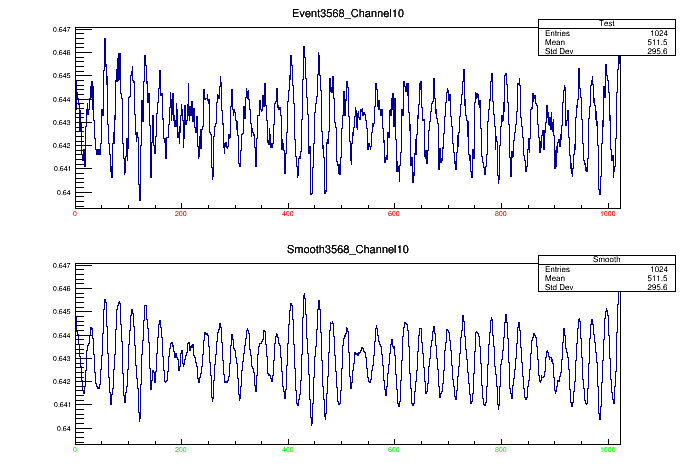 Event3568_Channel10
Test
Entries 1024
Mean 511.5
Std Dev 295.6
0.647
0.646
0.645
0.644
0.643
0.642
0.641
0.64
0 200 400 600 800 1000
Smooth3568_Channel10
Smooth
Entries 1024
Mean 511.5
Std Dev 295.6
0.647
0.646
0.645
0.644
0.643
0.642
0.641
0.64
0 200 400 600 800 1000